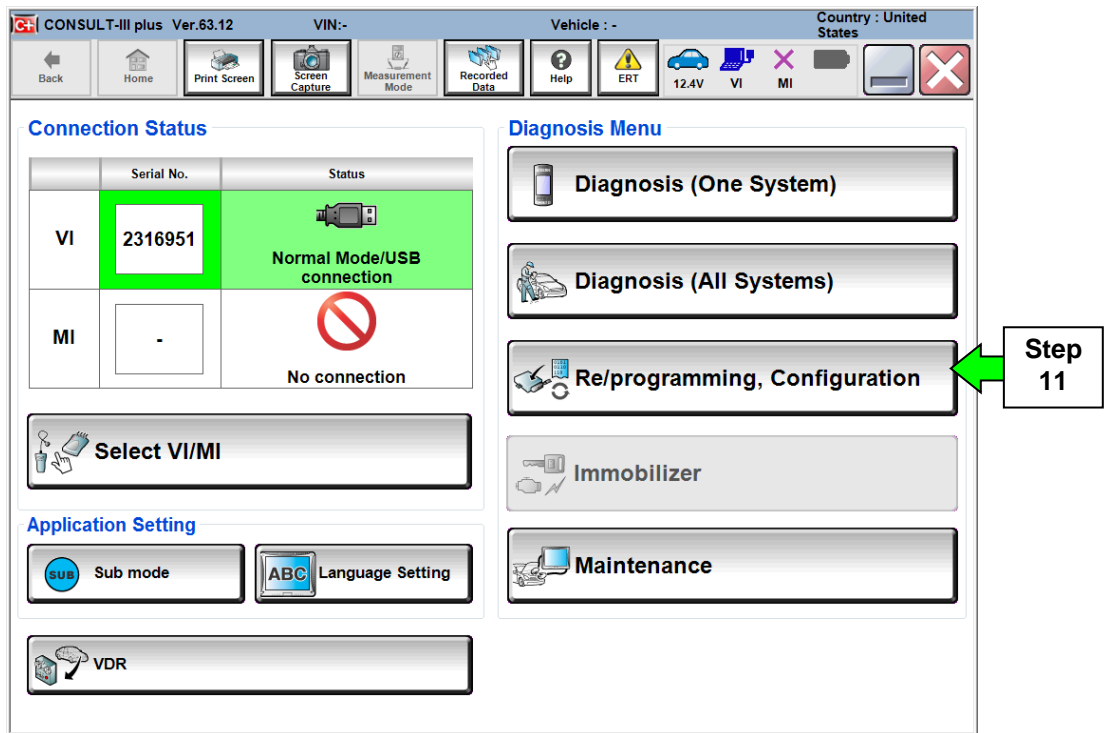 C+ CONSULT-III plus Ver.63.12 VIN:- Vehicle : - Country : United
States
Back Home Print Screen Screen
Capture Measurement
Mode Recorded
Data Help ERT 12.4V VI MI
Connection Status
Serial No. Status
VI 2316951 Normal Mode/USB
connection
MI - No connection
Select VI/MI
Application Setting
SUB Sub mode ABC Language Setting
VDR
Diagnosis Menu
Diagnosis (One System)
Diagnosis (All Systems)
Re/programming, Configuration
Immobilizer
Maintenance
Step
11